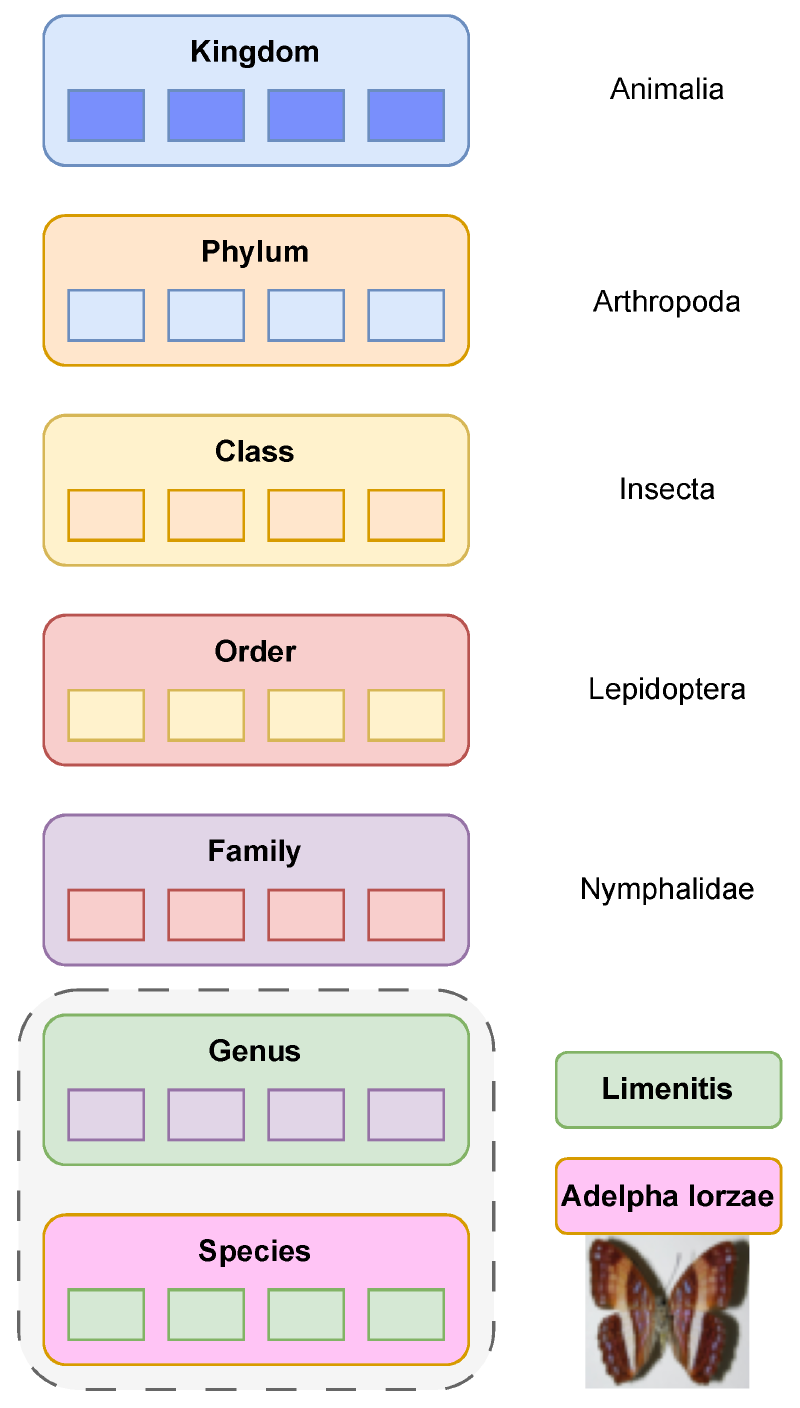 Kingdom
Animalia
Phylum
Arthropoda
Class
Insecta
Order
Lepidoptera
Family
Nymphalidae
Genus
Limenitis
Adelpha lorzae
Species